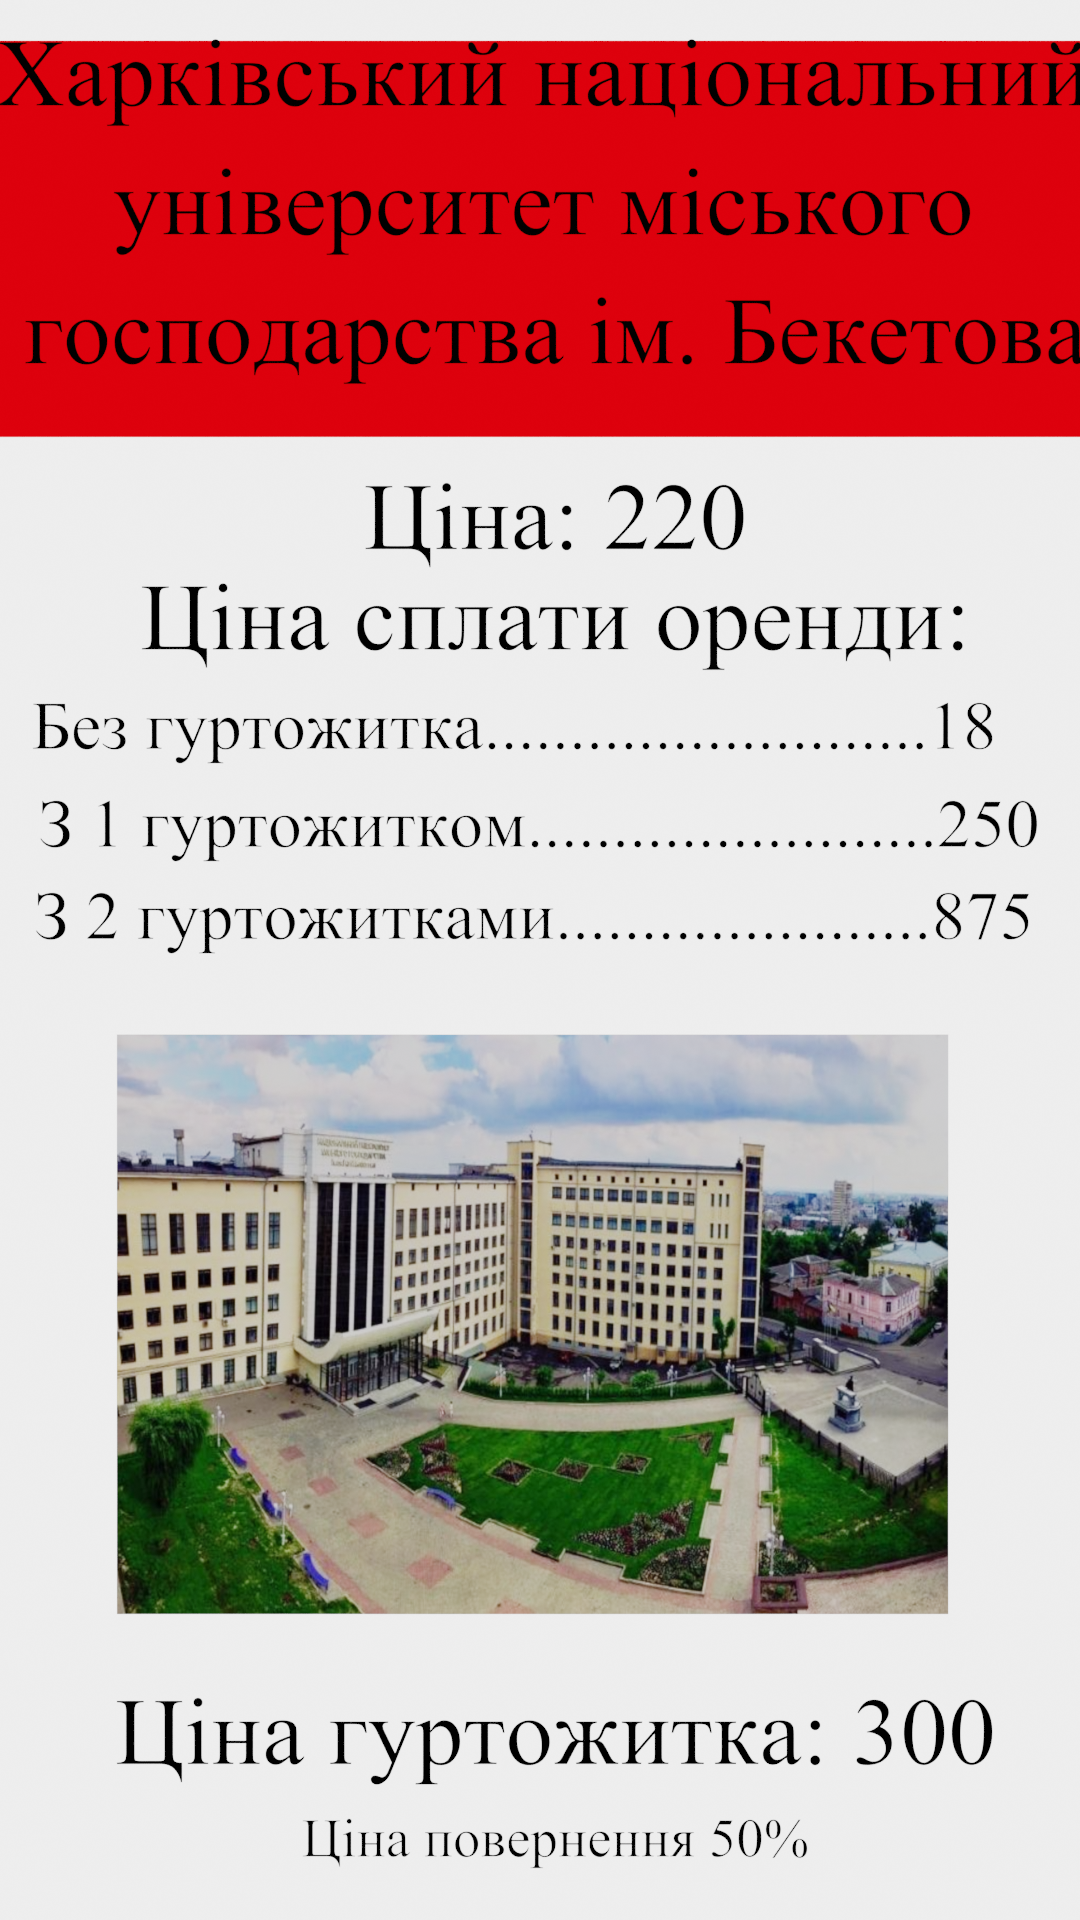 Харківський національний
університет міського
господарства ім. Бекетова
Ціна: 220
Ціна сплати оренди:
Без гуртожитка..........................18
З 1 гуртожитком........................250
З 2 гуртожитками......................875
Ціна гуртожитка: 300
Ціна повернення 50%